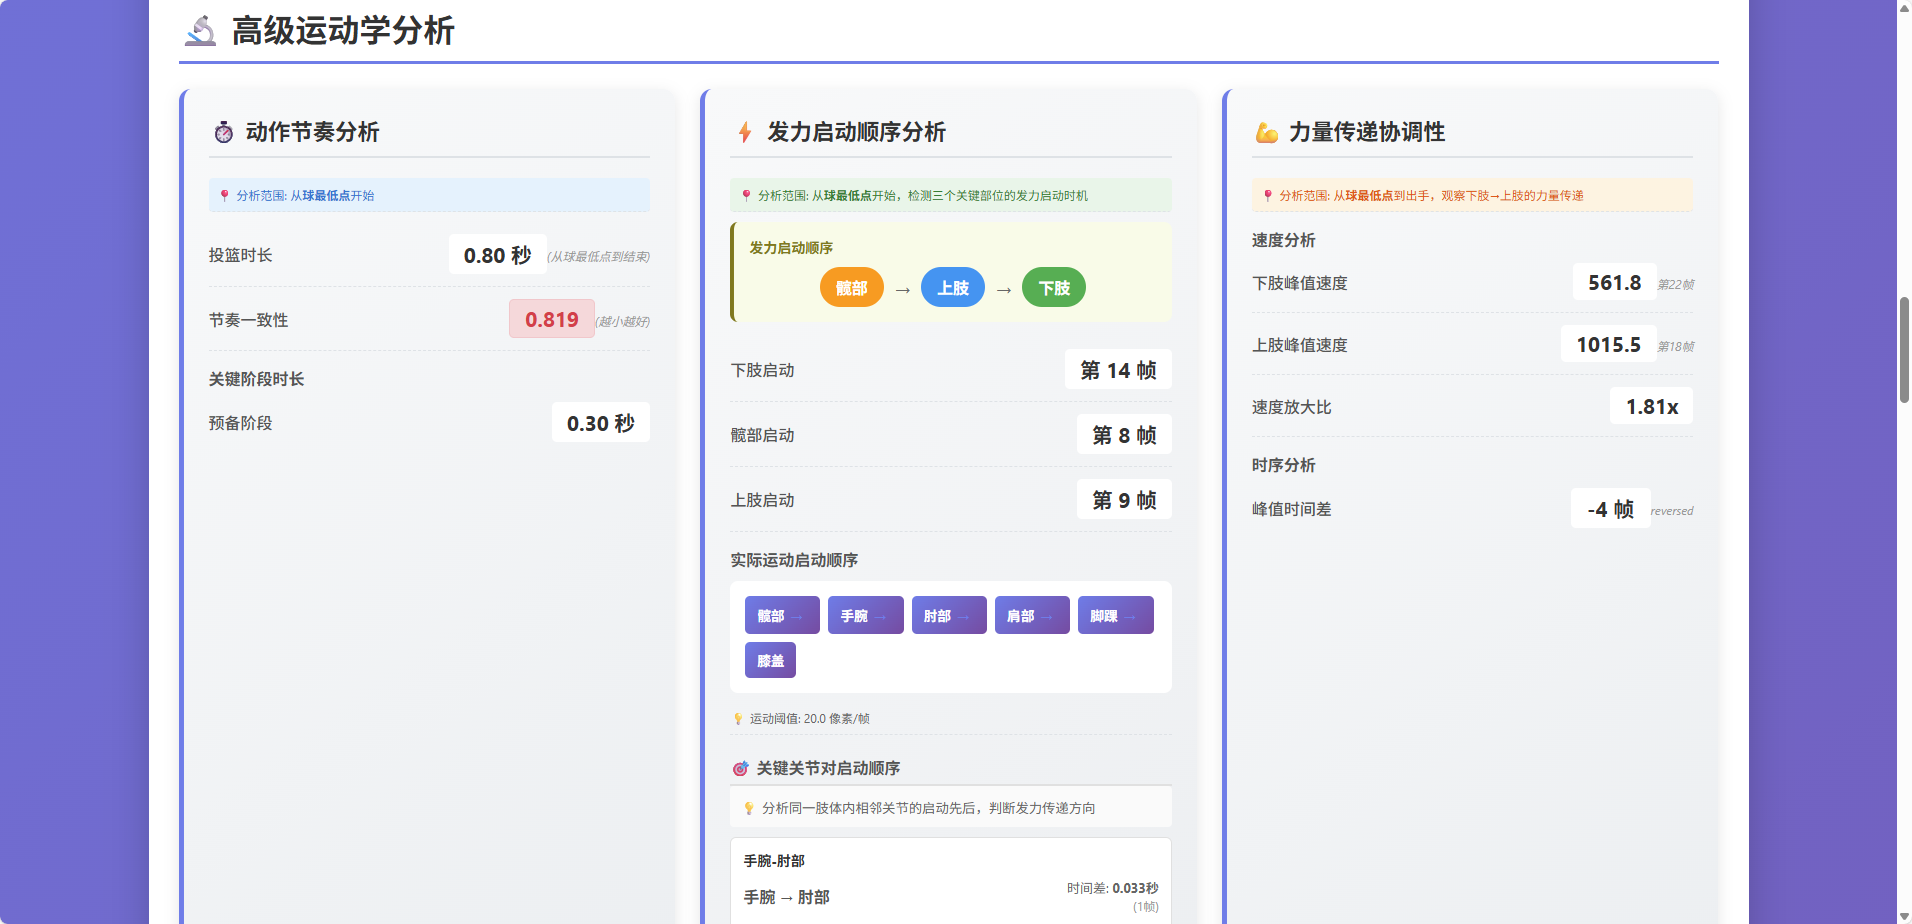 高级运动学分析
动作节奏分析
分析范围: 从球最低点开始
投篮时长
0.80 秒
(从球最低点到结束)
节奏一致性
0.819
(越小越好)
关键阶段时长
预备阶段
0.30 秒
发力启动顺序分析
分析范围: 从球最低点开始，检测三个关键部位的发力启动时机
发力启动顺序
髋部 → 上肢 → 下肢
下肢启动
第 14 帧
髋部启动
第 8 帧
上肢启动
第 9 帧
实际运动启动顺序
髋部 → 手腕 → 肘部 → 肩部 → 脚踝 →
膝盖
运动阈值: 20.0 像素/帧
关键关节对启动顺序
分析同一肢体内相邻关节的启动先后，判断发力传递方向
手腕-肘部
手腕 → 肘部
时间差: 0.033秒
(1帧)
力量传递协调性
分析范围: 从球最低点到出手，观察下肢→上肢的力量传递
速度分析
下肢峰值速度
561.8
第22帧
上肢峰值速度
1015.5
第18帧
速度放大比
1.81x
时序分析
峰值时间差
-4 帧
reversed